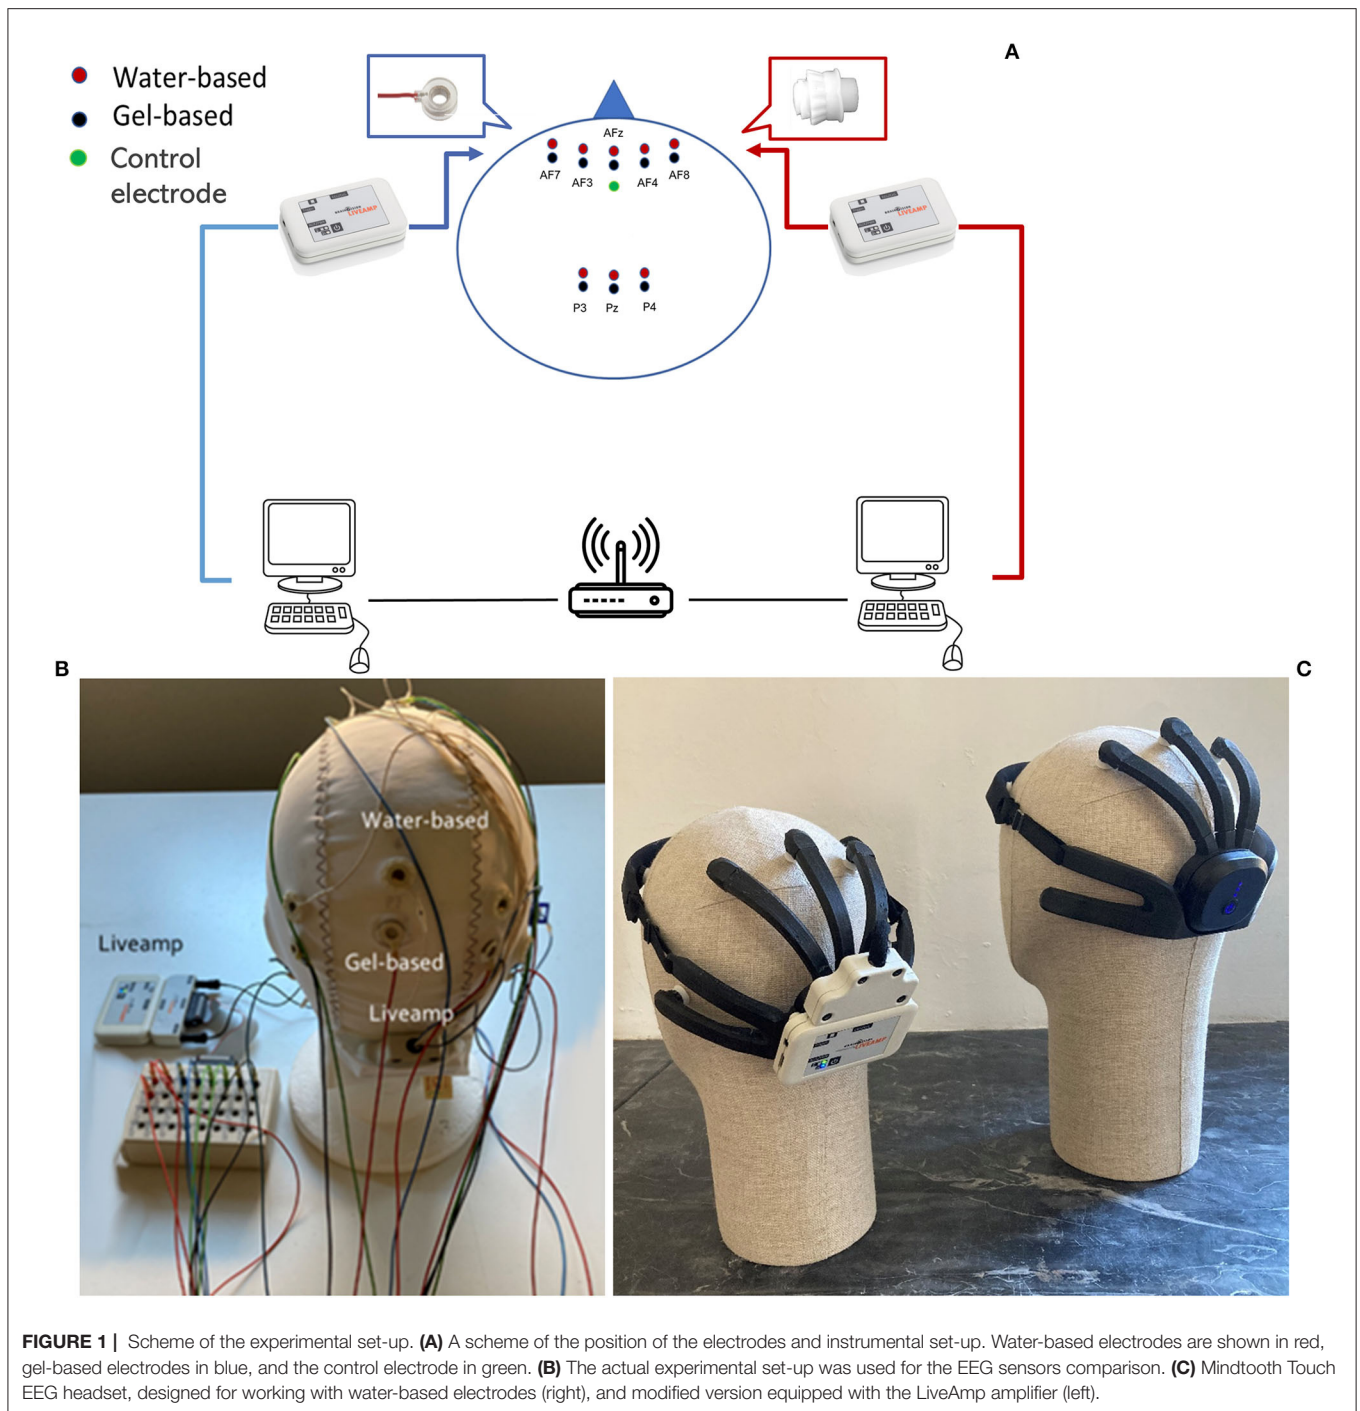 A
Water-based
Gel-based
Control
electrode
AFz
AF7
AF3
AF4
AF8
LIVEAMP
LIVEAMP
P3
Pz
P4
B
C
Water-based
Liveamp
Gel-based
Liveamp
LIVEAMP
FIGURE 1 | Scheme of the experimental set-up. (A) A scheme of the position of the electrodes and instrumental set-up. Water-based electrodes are shown in red,
gel-based electrodes in blue, and the control electrode in green. (B) The actual experimental set-up was used for the EEG sensors comparison. (C) Mindtooth Touch
EEG headset, designed for working with water-based electrodes (right), and modified version equipped with the LiveAmp amplifier (left).